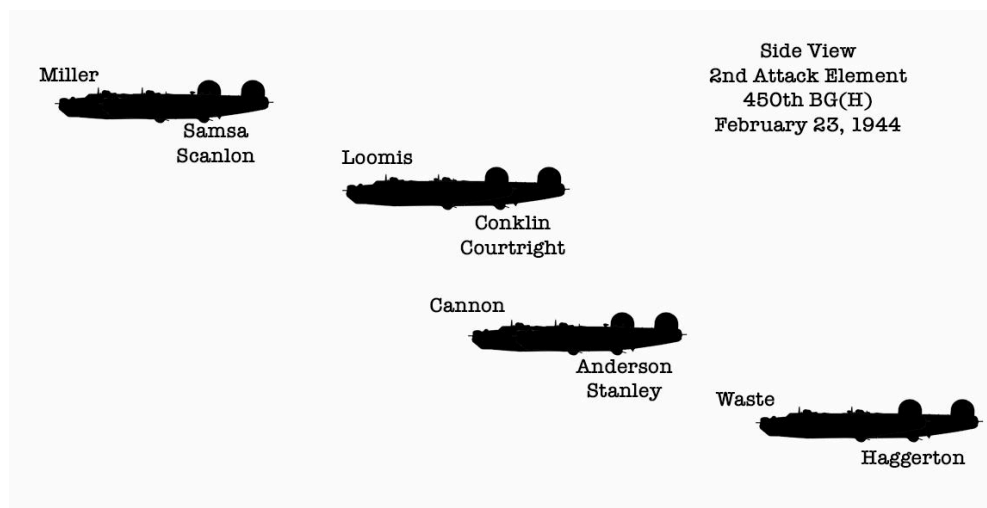 Side View
2nd Attack Element
450th BG(H)
February 23, 1944
Miller
Samsa
Scanlon
Loomis
Conklin
Courtright
Cannon
Anderson
Stanley
Waste
Haggerton